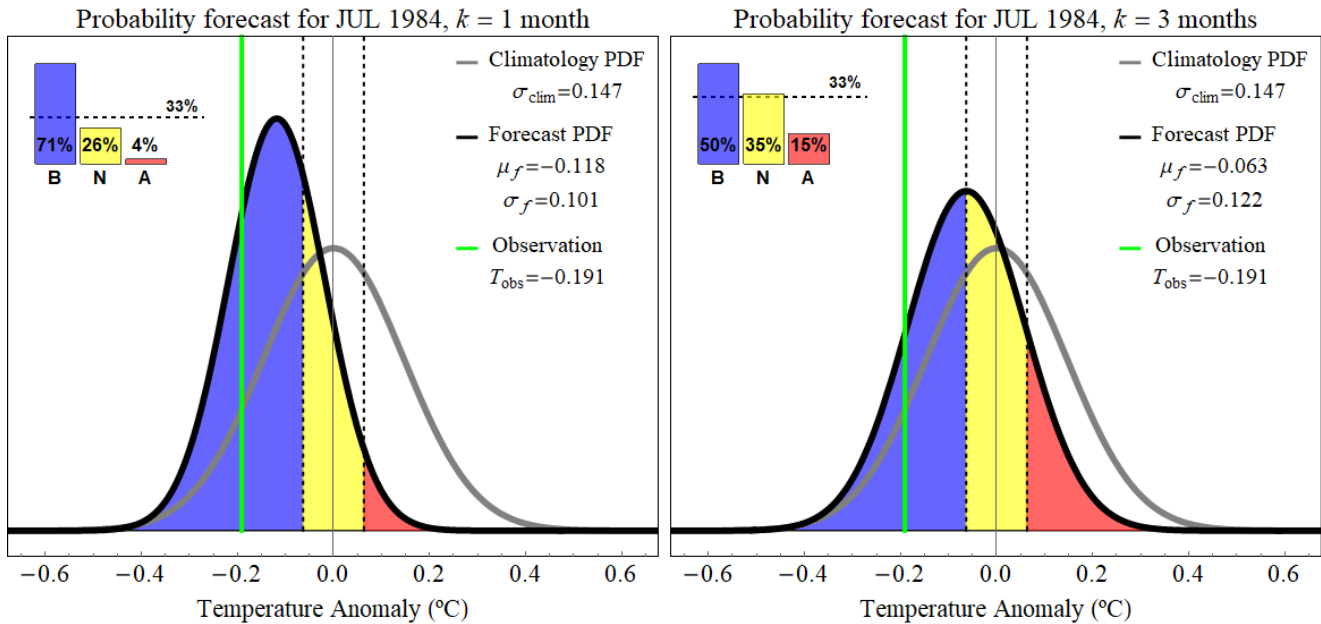 Probability forecast for JUL 1984, k = 1 month
33%
71% 26% 4%
B N A
Climatology PDF
σclim=0.147
Forecast PDF
μf=−0.118
σf=0.101
Observation
Tobs=−0.191
−0.6 −0.4 −0.2 0.0 0.2 0.4 0.6
Temperature Anomaly (ºC)
Probability forecast for JUL 1984, k = 3 months
33%
50% 35% 15%
B N A
Climatology PDF
σclim=0.147
Forecast PDF
μf=−0.063
σf=0.122
Observation
Tobs=−0.191
−0.6 −0.4 −0.2 0.0 0.2 0.4 0.6
Temperature Anomaly (ºC)